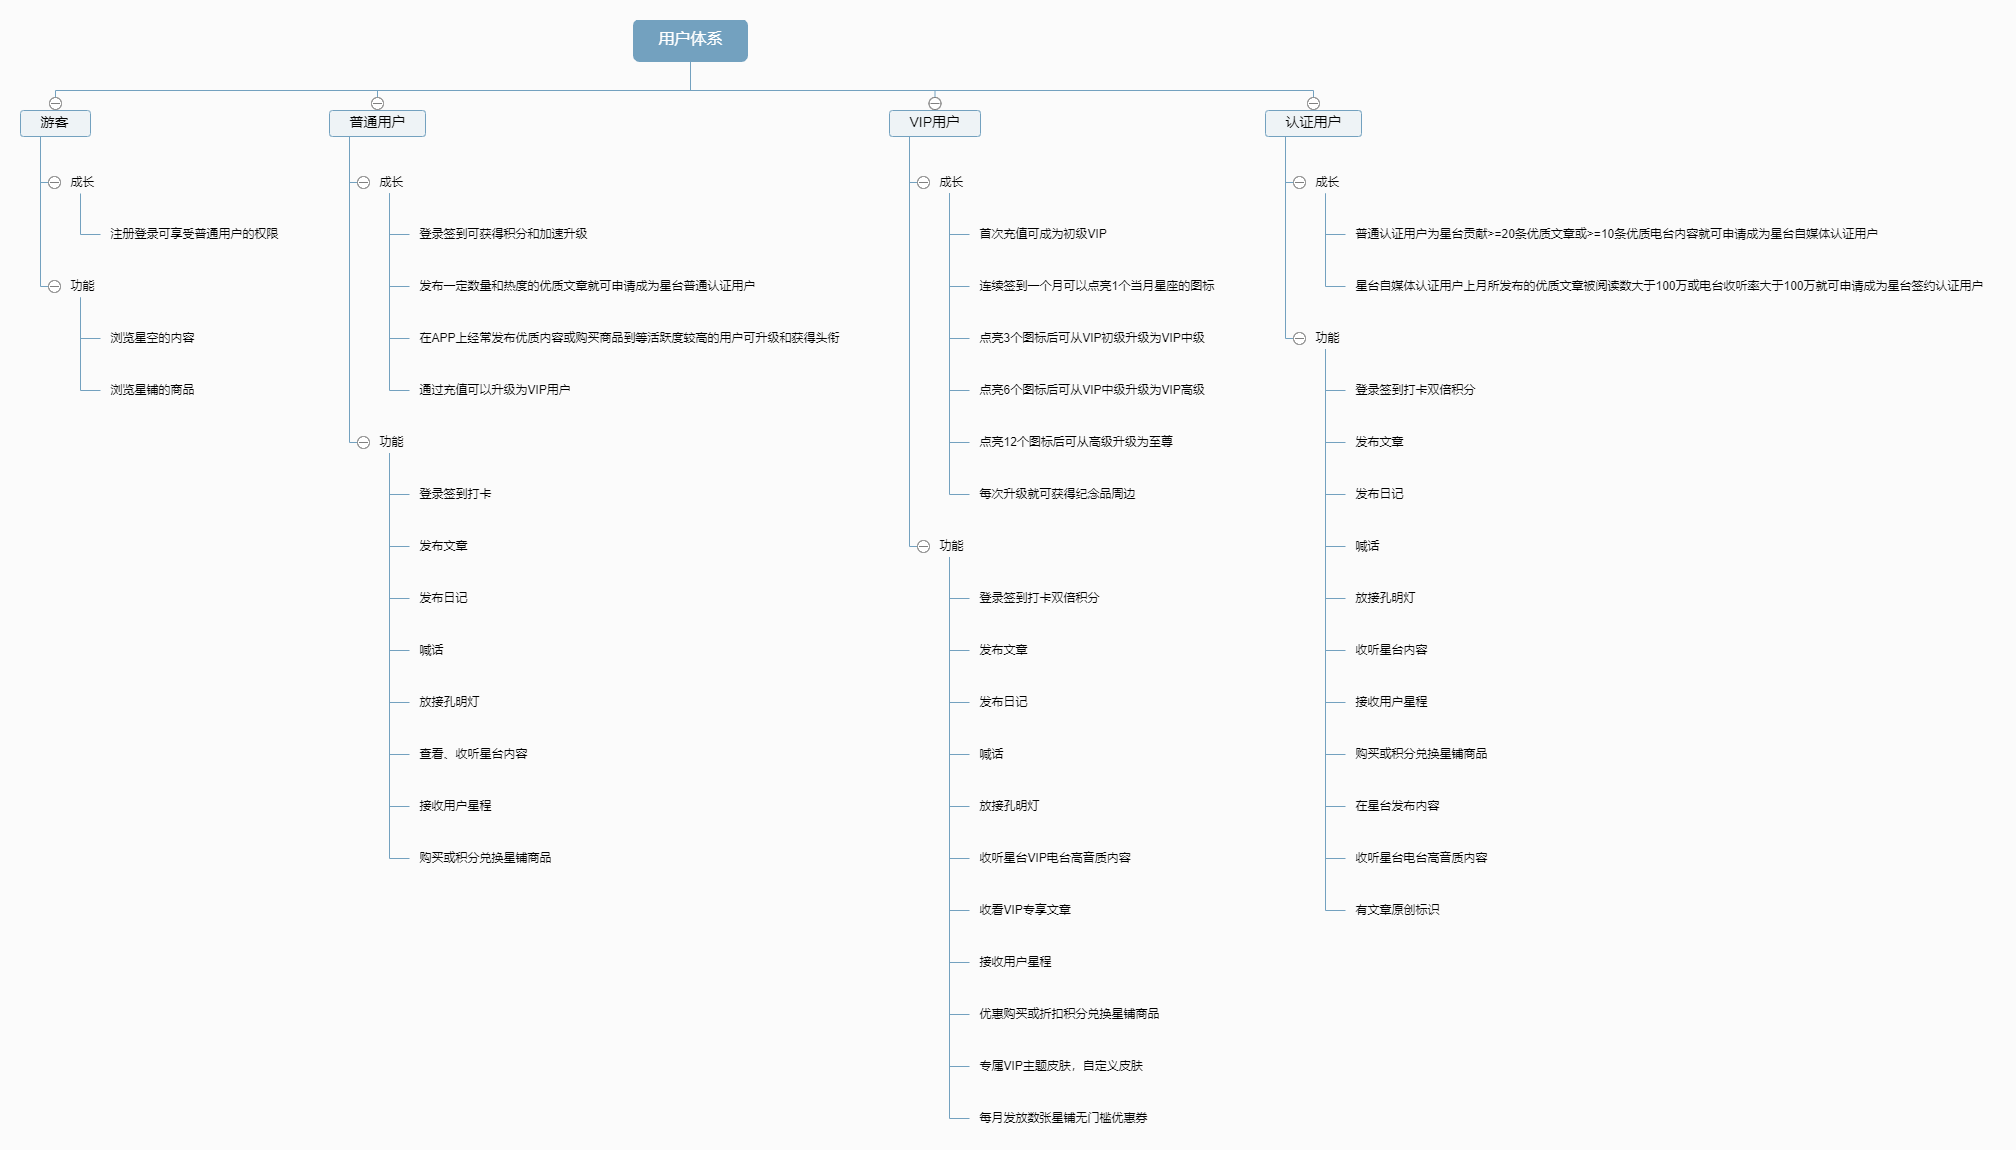 用户体系
游客
成长
注册登录可享受普通用户的权限
功能
浏览星空的内容
浏览星铺的商品
普通用户
成长
登录签到可获得积分和加速升级
发布一定数量和热度的优质文章就可申请成为星台普通认证用户
在APP上经常发布优质内容或购买商品到等活跃度较高的用户可升级和获得头衔
通过充值可以升级为VIP用户
功能
登录签到打卡
发布文章
发布日记
喊话
放接孔明灯
查看、收听星台内容
接收用户星程
购买或积分兑换星铺商品
VIP用户
成长
首次充值可成为初级VIP
连续签到一个月可以点亮1个当月星座的图标
点亮3个图标后可从VIP初级升级为VIP中级
点亮6个图标后可从VIP中级升级为VIP高级
点亮12个图标后可从高级升级为至尊
每次升级就可获得纪念品周边
功能
登录签到打卡双倍积分
发布文章
发布日记
喊话
放接孔明灯
收听星台VIP电台高音质内容
收看VIP专享文章
接收用户星程
优惠购买或折扣积分兑换星铺商品
专属VIP主题皮肤，自定义皮肤
每月发放数张星铺无门槛优惠券
认证用户
成长
普通认证用户为星台贡献>=20条优质文章或>=10条优质电台内容就可申请成为星台自媒体认证用户
星台自媒体认证用户上月所发布的优质文章被阅读数大于100万或电台收听率大于100万就可申请成为星台签约认证用户
功能
登录签到打卡双倍积分
发布文章
发布日记
喊话
放接孔明灯
收听星台内容
接收用户星程
购买或积分兑换星铺商品
在星台发布内容
收听星台电台高音质内容
有文章原创标识